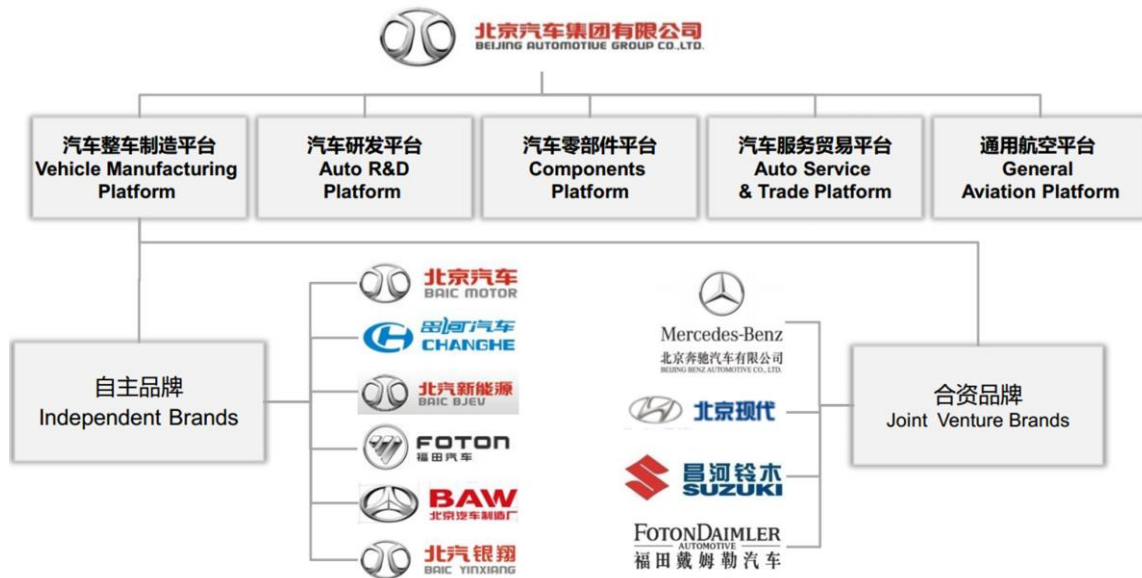 北京汽车集团有限公司
BEIJING AUTOMOTIVE GROUP CO.,LTD.
汽车整车制造平台
Vehicle Manufacturing
Platform
汽车研发平台
Auto R&D
Platform
汽车零部件平台
Components
Platform
汽车服务贸易平台
Auto Service
& Trade Platform
通用航空平台
General
Aviation Platform
自主品牌
Independent Brands
北京汽车
BAIC MOTOR
昌河汽车
CHANGHE
北汽新能源
BAIC BJEV
FOTON
福田汽车
BAW
北京汽车制造厂
北汽银翔
BAIC YINXIANG
Mercedes-Benz
北京奔驰汽车有限公司
BEIJING BENZ AUTOMOTIVE CO., LTD.
北京现代
昌河铃木
SUZUKI
FOTONDAIMLER
AUTOMOTIVE
福田戴姆勒汽车
合资品牌
Joint Venture Brands